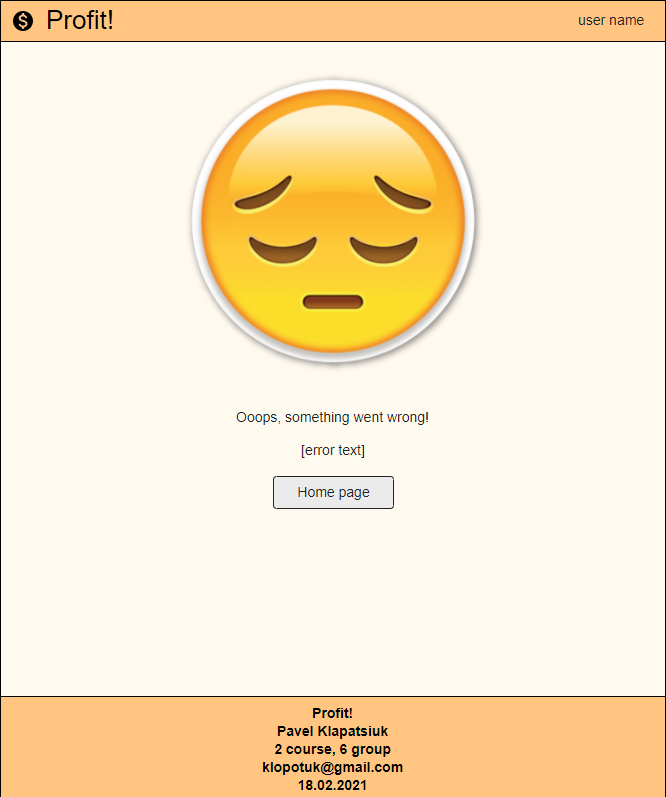 Profit!
user name
Ooops, something went wrong!
[error text]
Home page
Profit!
Pavel Klapatsiuk
2 course, 6 group
klopotuk@gmail.com
18.02.2021